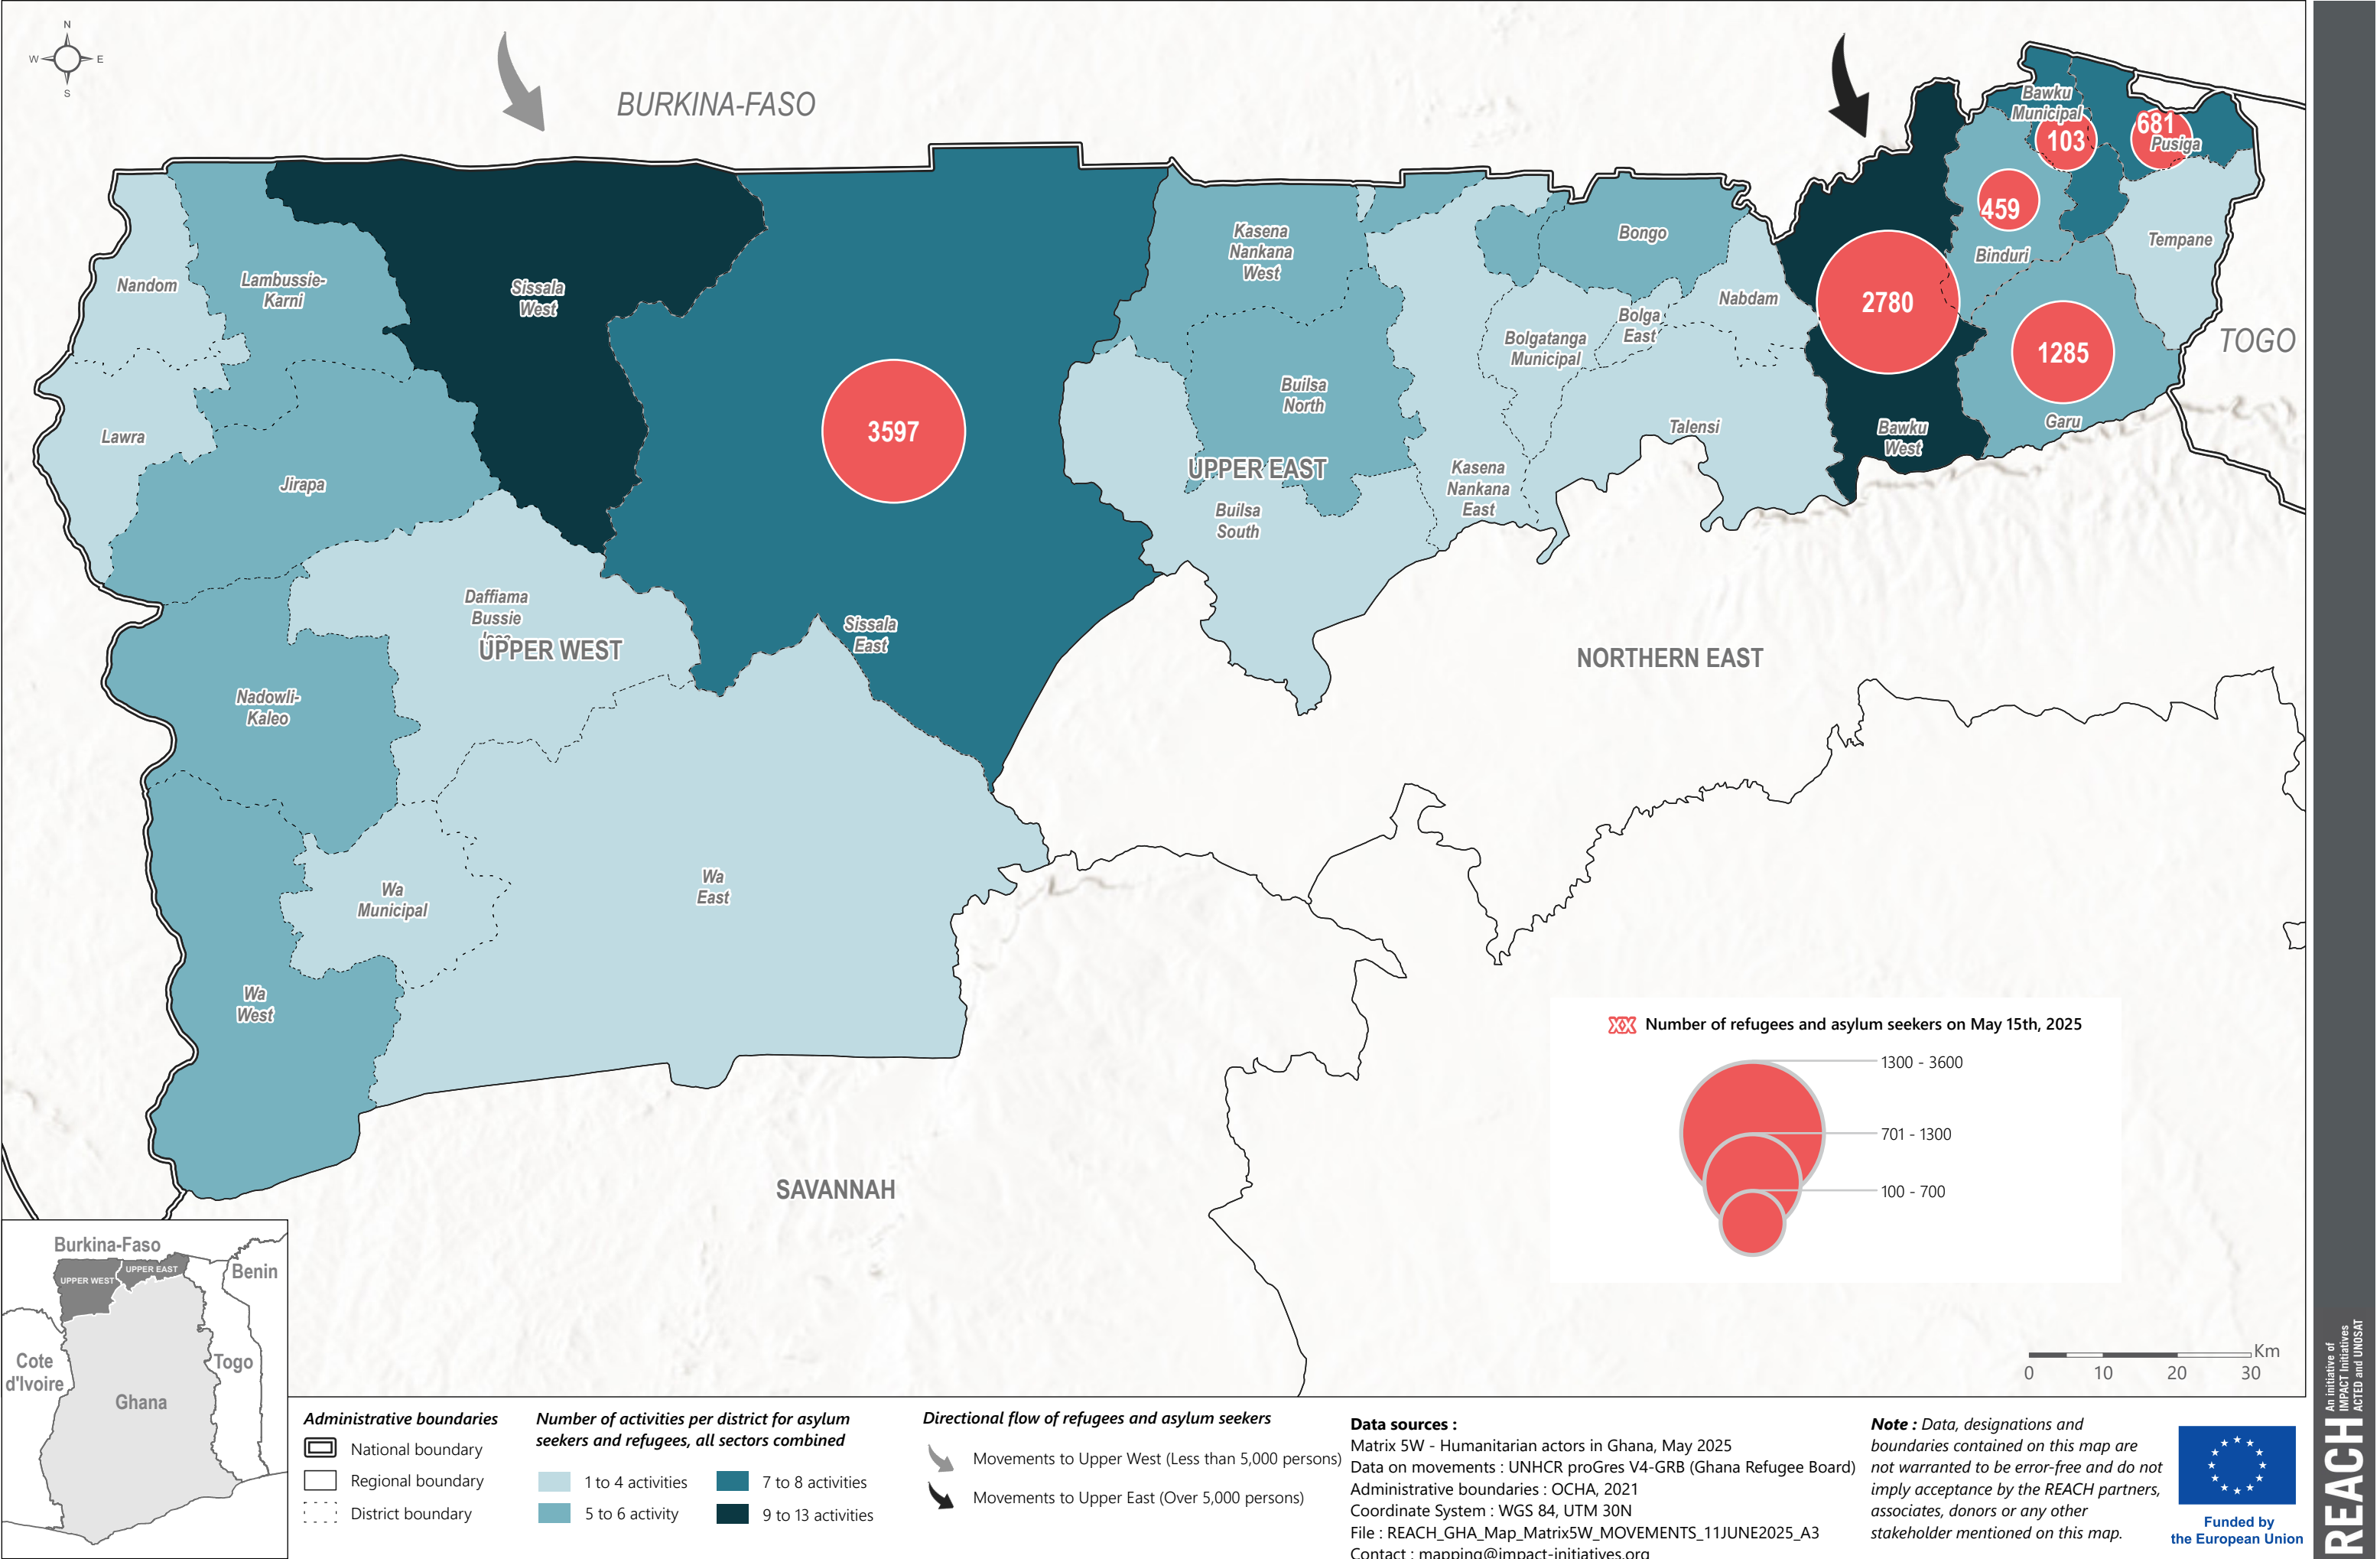 N
W
E
S
BURKINA-FASO
Bawku
Municipal
103
681
Pusiga
459
Binduri
Tempane
TOGO
Nandom
Lambussie-
Karni
Sissala
West
Kasena
Nankana
West
Bongo
Nabdam
Bolga
East
Bolgatanga
Municipal
2780
1285
Garu
Bawku
West
Lawra
Jirapa
3597
Builsa
North
UPPER EAST
Builsa
South
Kasena
Nankana
East
Talensi
Daffiama
Bussie
UPPER WEST
Sissala
East
NORTHERN EAST
Nadowli-
Kaleo
Wa
Municipal
Wa
East
Wa
West
SAVANNAH
XX Number of refugees and asylum seekers on May 15th, 2025
1300 - 3600
701 - 1300
100 - 700
Km
0 10 20 30
Burkina-Faso
UPPER WEST
UPPER EAST
Benin
Cote
d'Ivoire
Togo
Ghana
Administrative boundaries
National boundary
Regional boundary
District boundary
Number of activities per district for asylum
seekers and refugees, all sectors combined
1 to 4 activities
5 to 6 activity
7 to 8 activities
9 to 13 activities
Directional flow of refugees and asylum seekers
Movements to Upper West (Less than 5,000 persons)
Movements to Upper East (Over 5,000 persons)
Data sources :
Matrix 5W - Humanitarian actors in Ghana, May 2025
Data on movements : UNHCR proGres V4-GRB (Ghana Refugee Board)
Administrative boundaries : OCHA, 2021
Coordinate System : WGS 84, UTM 30N
File : REACH_GHA_Map_Matrix5W_MOVEMENTS_11JUNE2025_A3
Contact : mapping@impact-initiatives.org
Note : Data, designations and
boundaries contained on this map are
not warranted to be error-free and do not
imply acceptance by the REACH partners,
associates, donors or any other
stakeholder mentioned on this map.
Funded by
the European Union
REACH
An initiative of
IMPACT Initiatives
ACTED and UNOSAT